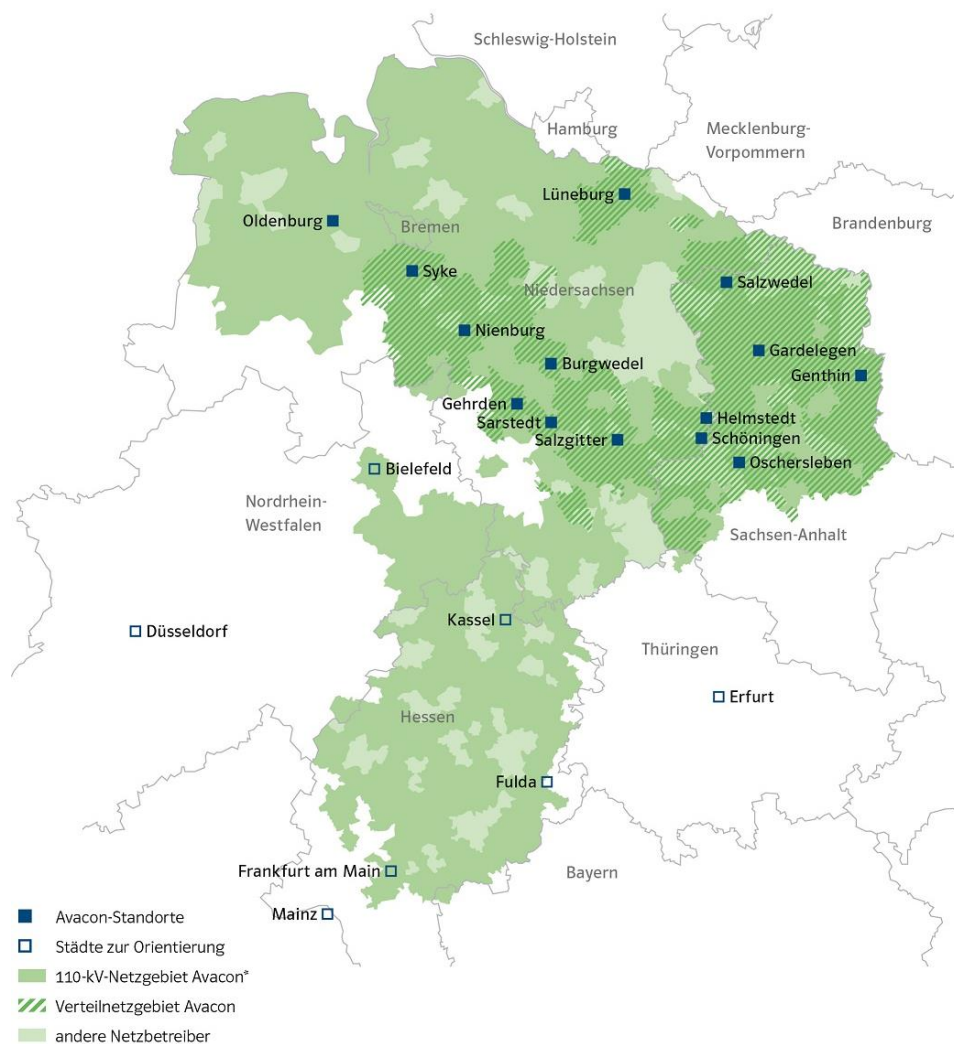 Schleswig-Holstein
Hamburg
Mecklenburg-
Vorpommern
Lüneburg
Oldenburg
Bremen
Brandenburg
Syke
Salzwedel
Niedersachsen
Nienburg
Gardelegen
Burgwedel
Genthin
Gehrden
Helmstedt
Sarstedt
Salzgitter
Schöningen
Oschersleben
Bielefeld
Nordrhein-
Westfalen
Sachsen-Anhalt
Kassel
Düsseldorf
Thüringen
Erfurt
Hessen
Fulda
Frankfurt am Main
Bayern
Mainz
Avacon-Standorte
Städte zur Orientierung
110-kV-Netzgebiet Avacon*
Verteilnetzgebiet Avacon
andere Netzbetreiber